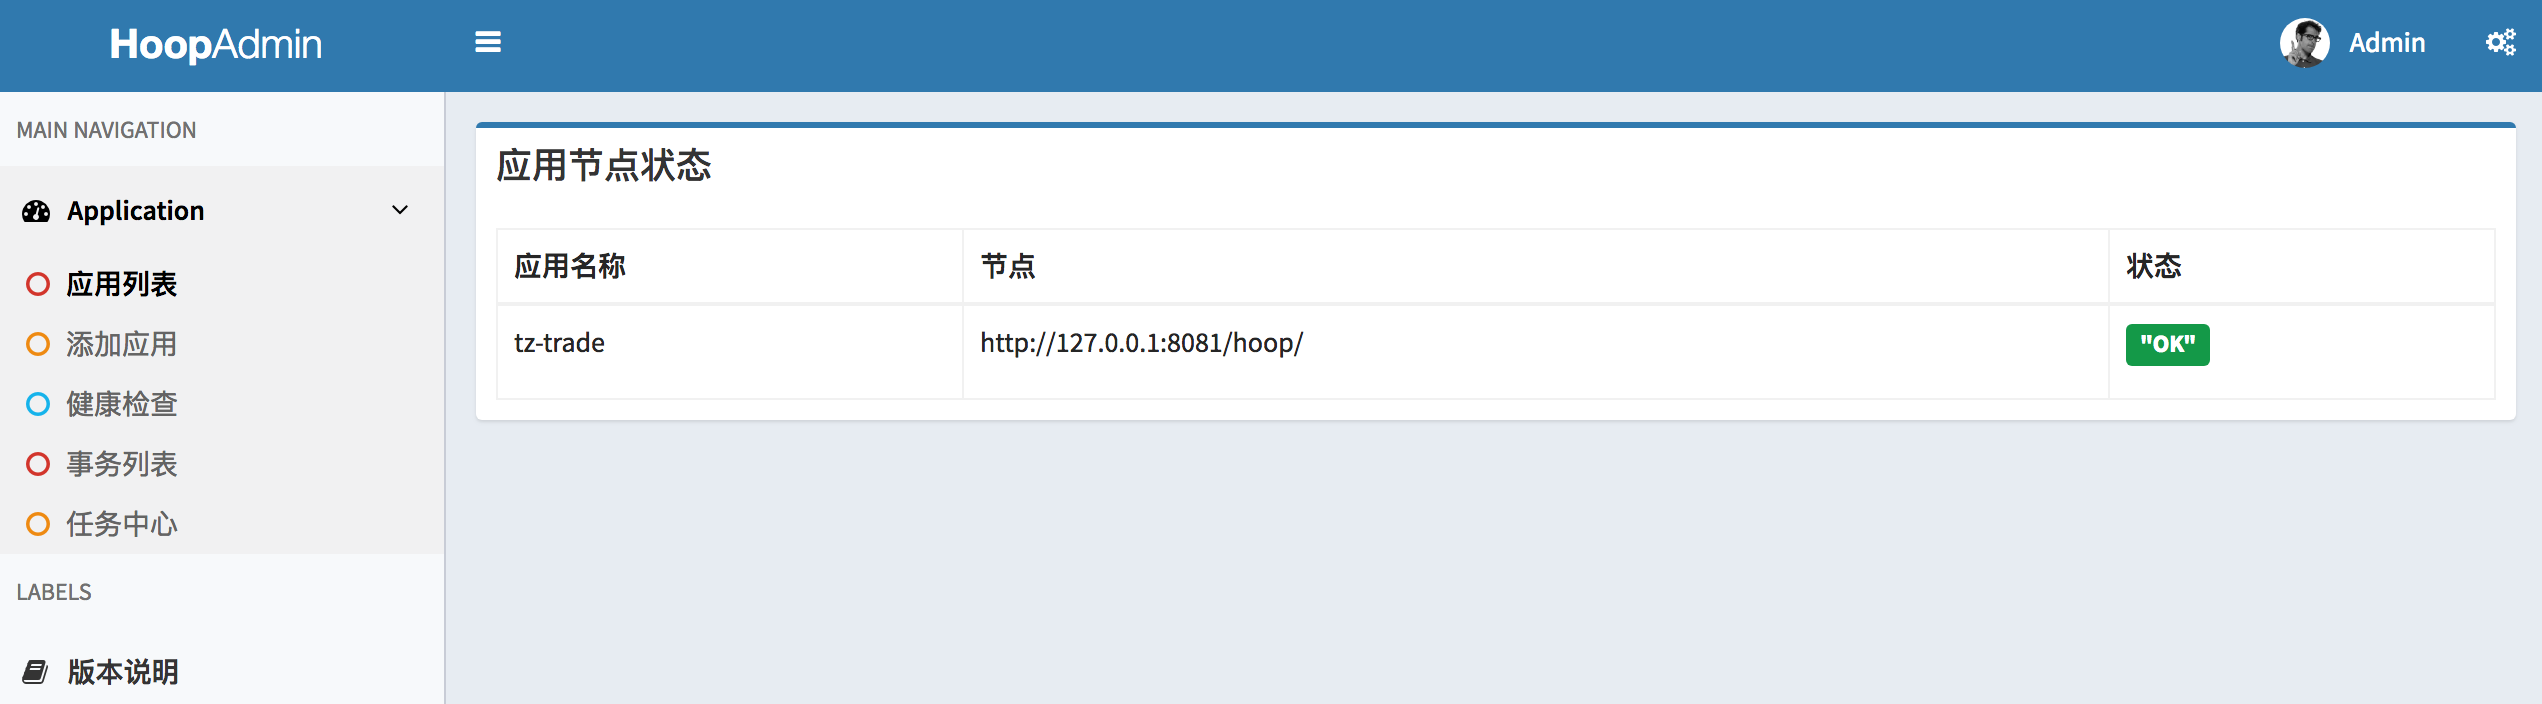 HoopAdmin
Admin
MAIN NAVIGATION
Application
应用列表
添加应用
健康检查
事务列表
任务中心
LABELS
版本说明
应用节点状态
应用名称 节点 状态
tz-trade http://127.0.0.1:8081/hoop/ "OK"